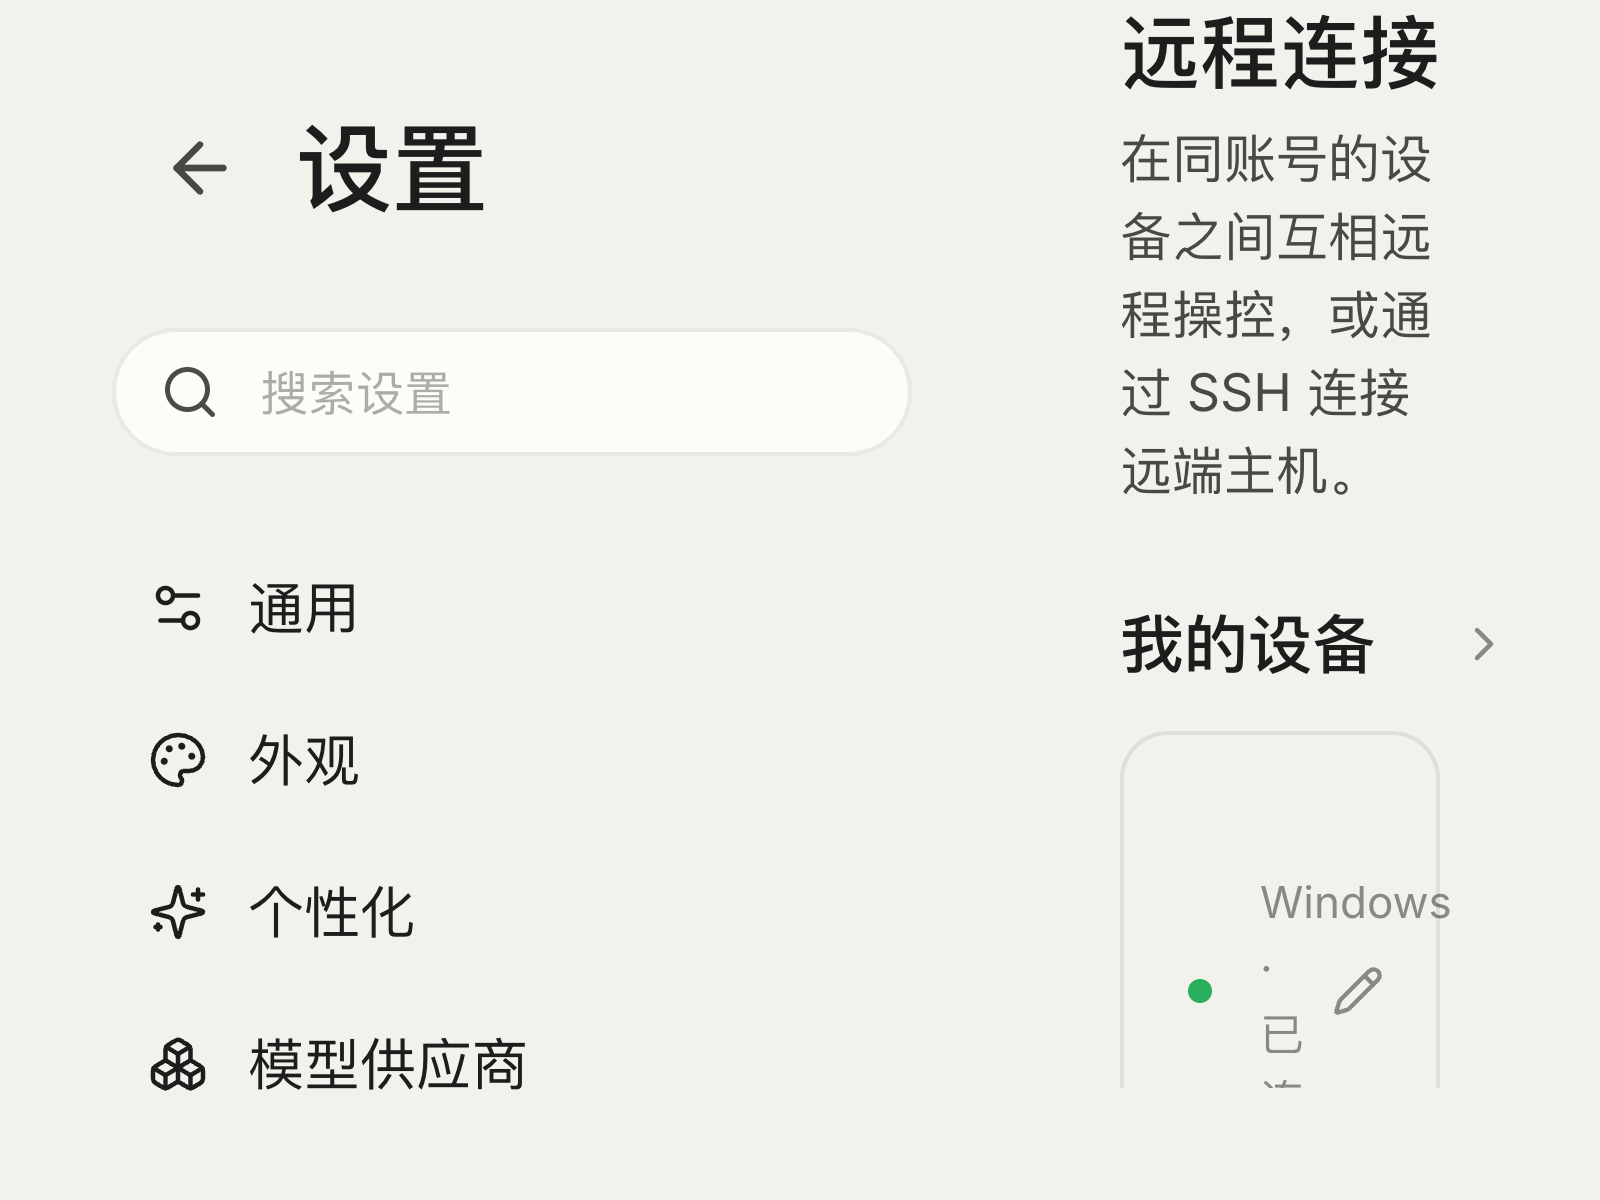 设置
搜索设置
通用
外观
个性化
模型供应商
远程连接
在同账号的设
备之间互相远
程操控，或通
过 SSH 连接
远端主机。
我的设备
Windows
·
已